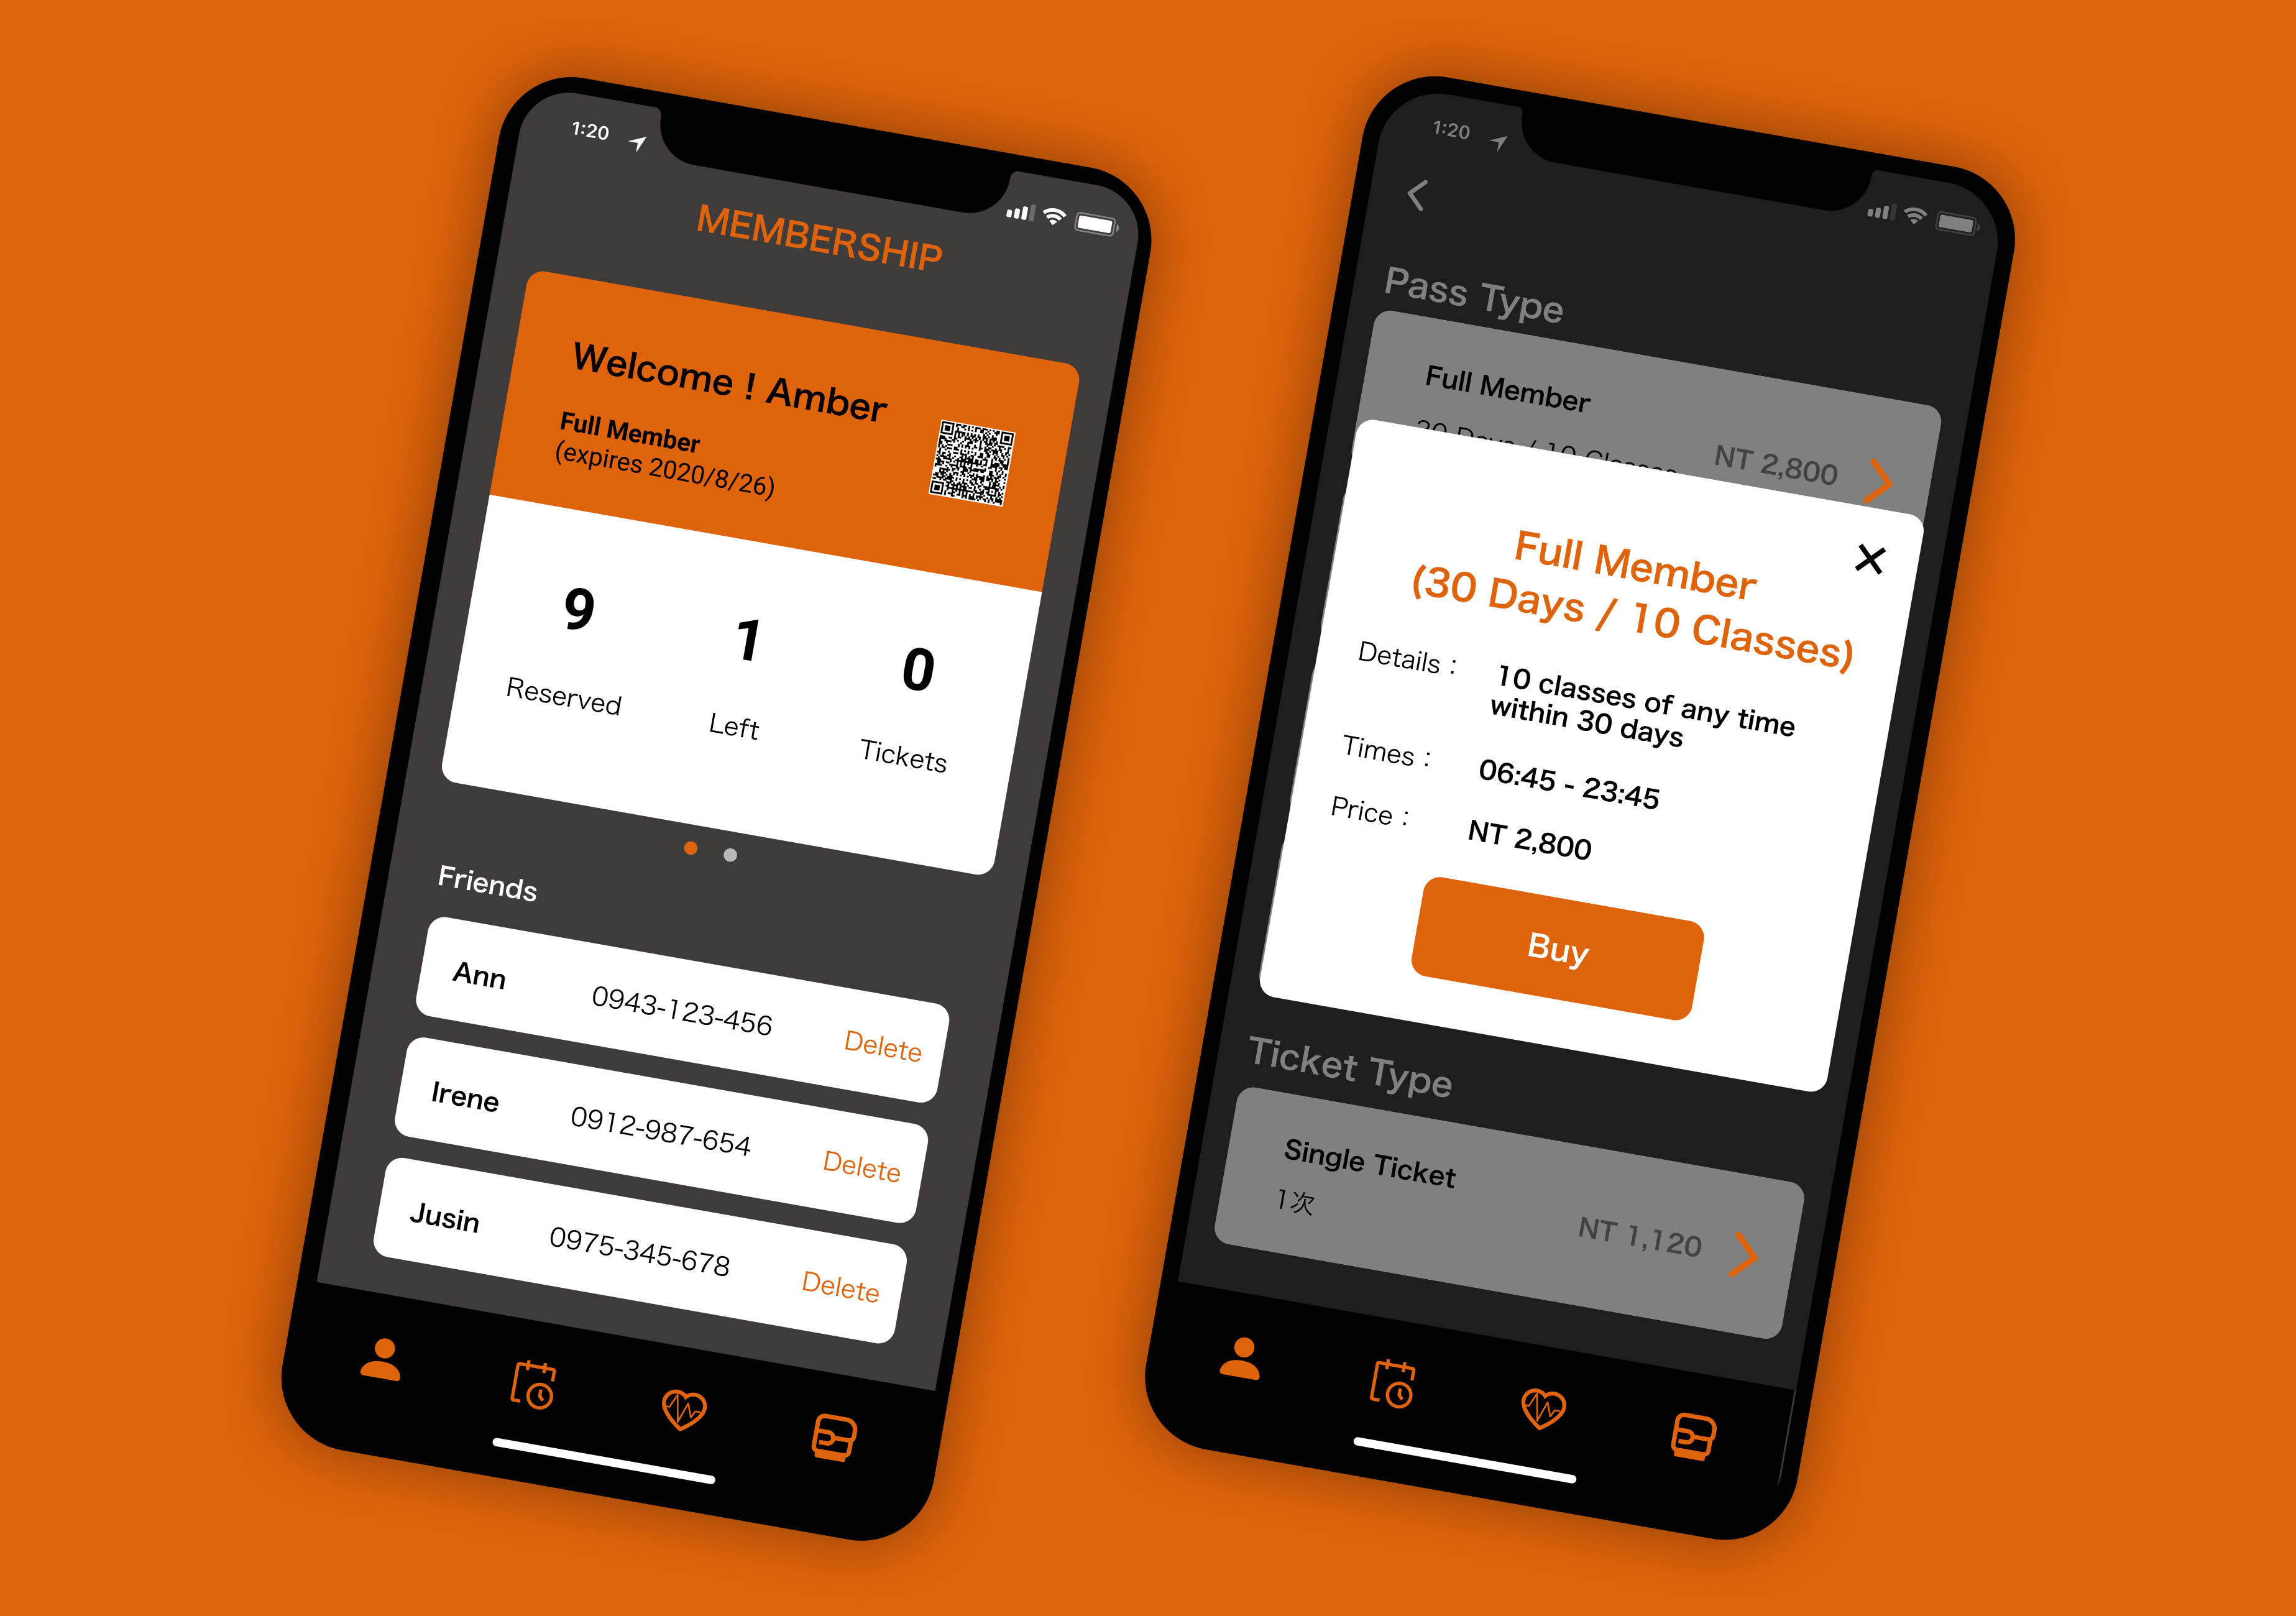 1:20
MEMBERSHIP
Welcome ! Amber
Full Member
(expires 2020/8/26)
9
1
0
Reserved
Left
Tickets
Friends
Ann
0943-123-456
Delete
Irene
0912-987-654
Delete
Jusin
0975-345-678
Delete
1:20
Pass Type
Full Member
30 Days / 10 Classes
NT 2,800
Full Member
(30 Days / 10 Classes)
Details :
10 classes of any time
within 30 days
Times :
06:45 - 23:45
Price :
NT 2,800
Buy
Ticket Type
Single Ticket
1次
NT 1,120